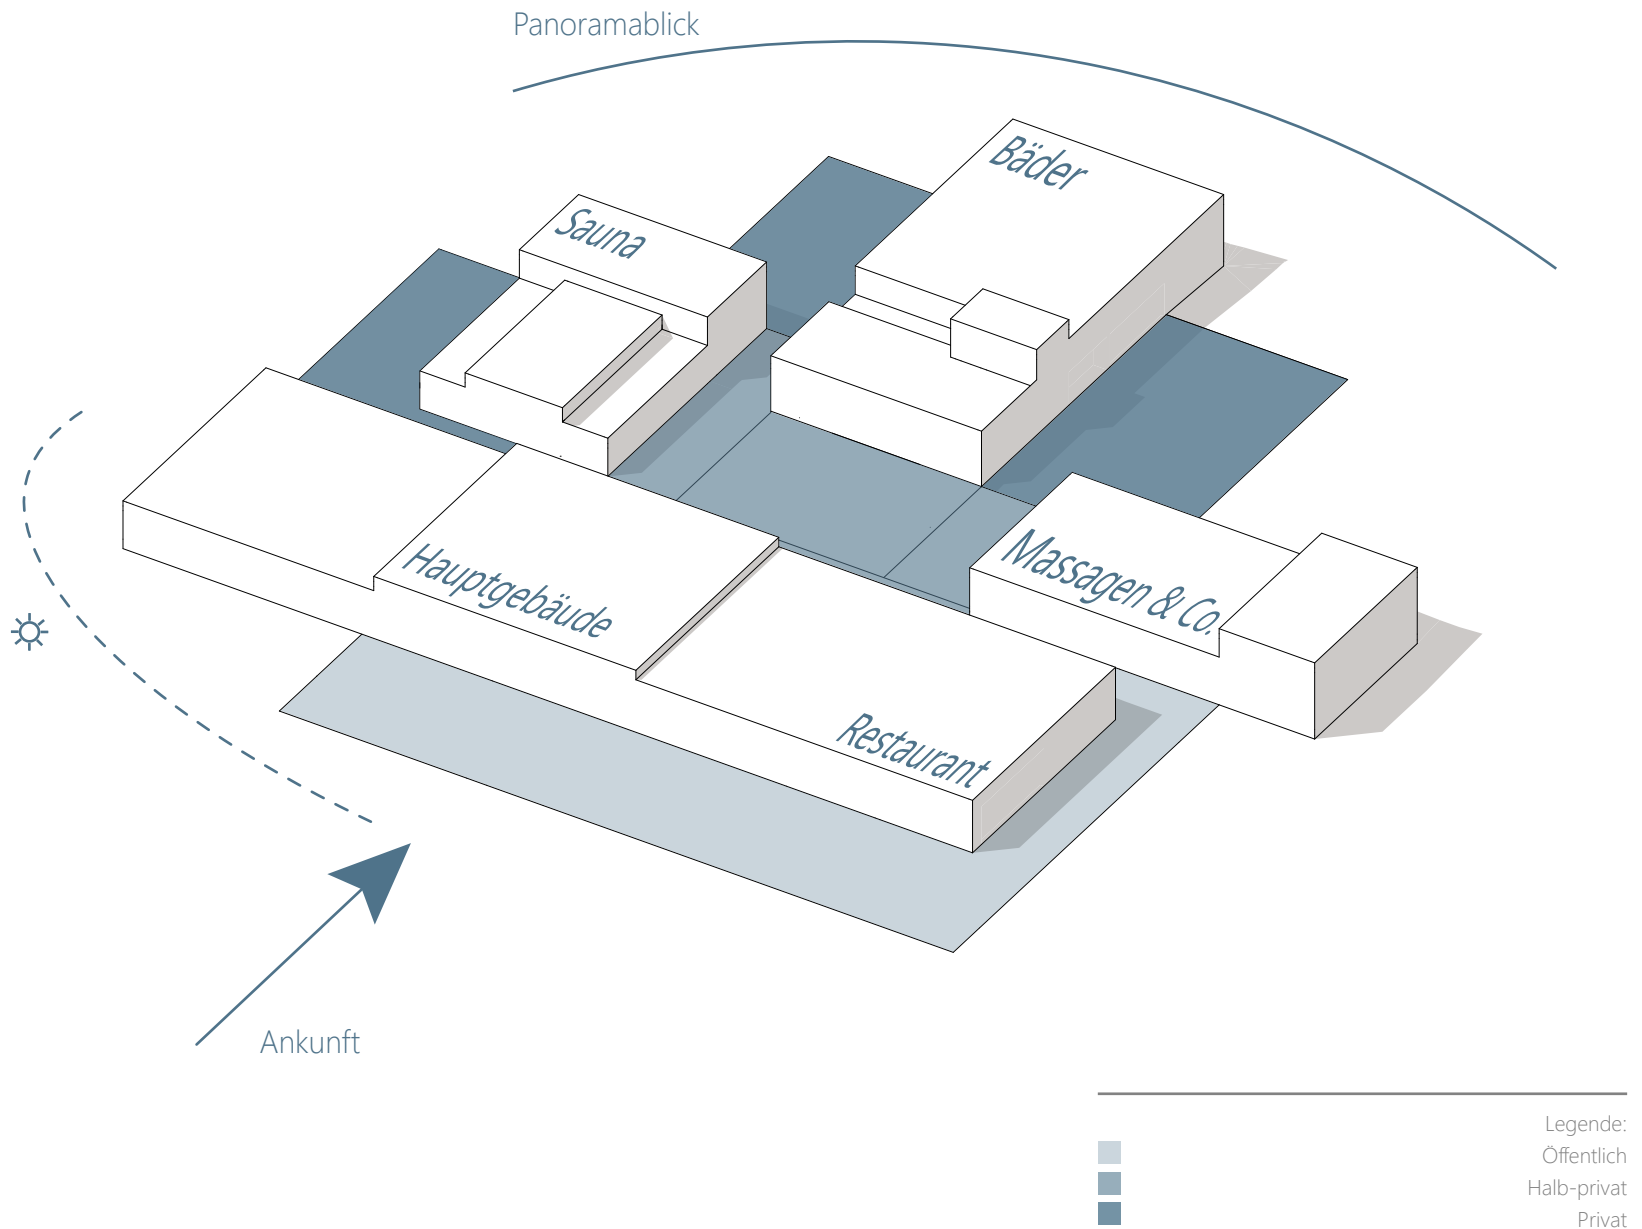 Panoramablick
Bäder
Sauna
Hauptgebäude
Massagen & Co.
Restaurant
Ankunft
Legende:
Öffentlich
Halb-privat
Privat